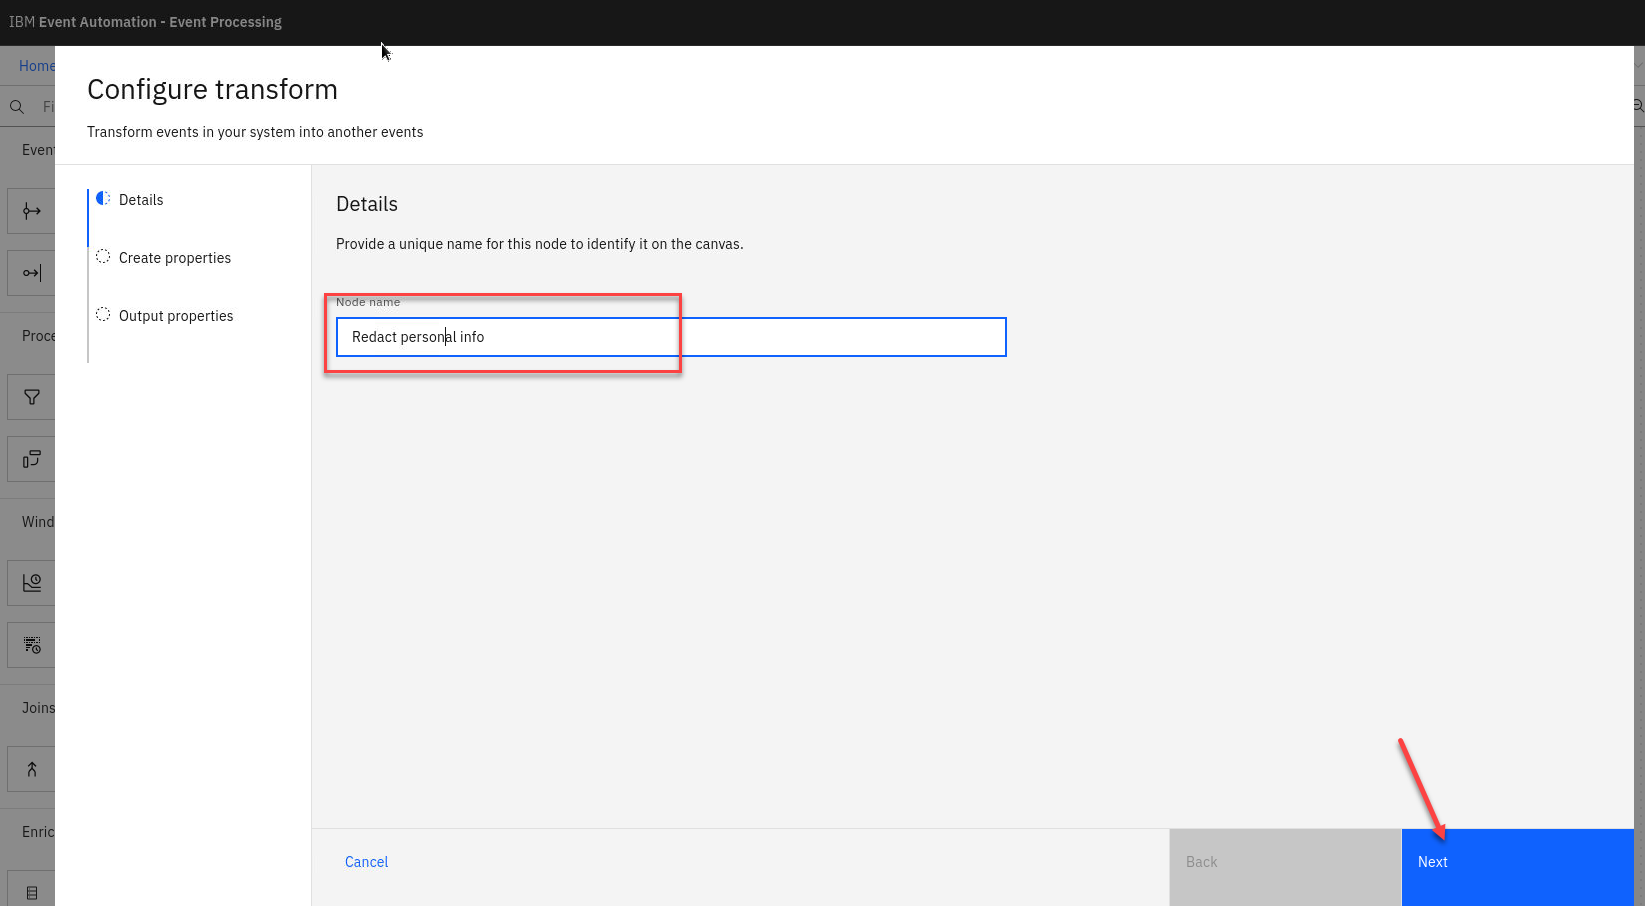 IBM Event Automation - Event Processing
Home
Fi
Configure transform
Transform events in your system into another events
Even
Proce
Wind
Joins
Enric
Details
Create properties
Output properties
Details
Provide a unique name for this node to identify it on the canvas.
Node name
Redact personal info
Cancel
Back
Next